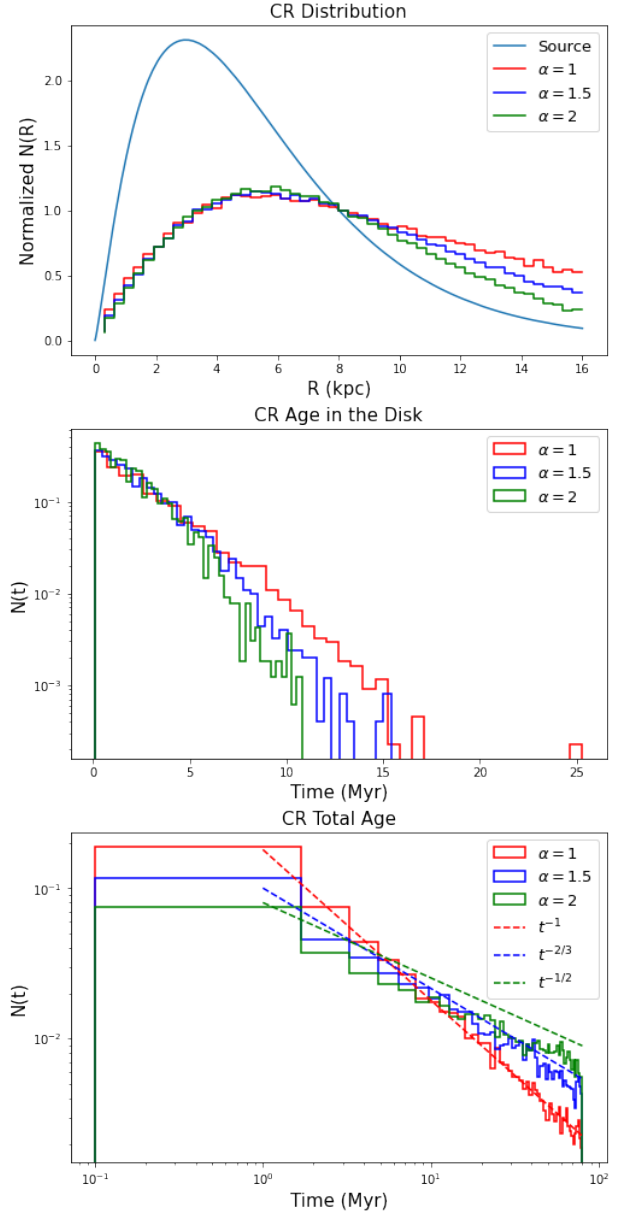 CR Distribution
Normalized N(R)
2.0
1.5
1.0
0.5
0.0
Source
α = 1
α = 1.5
α = 2
0 2 4 6 8 10 12 14 16
R (kpc)
CR Age in the Disk
N(t)
10⁻¹
10⁻²
10⁻³
α = 1
α = 1.5
α = 2
0 5 10 15 20 25
Time (Myr)
CR Total Age
N(t)
10⁻¹
10⁻²
α = 1
α = 1.5
α = 2
t⁻¹
t⁻²/³
t⁻¹/²
10⁻¹ 10⁰ 10¹ 10²
Time (Myr)